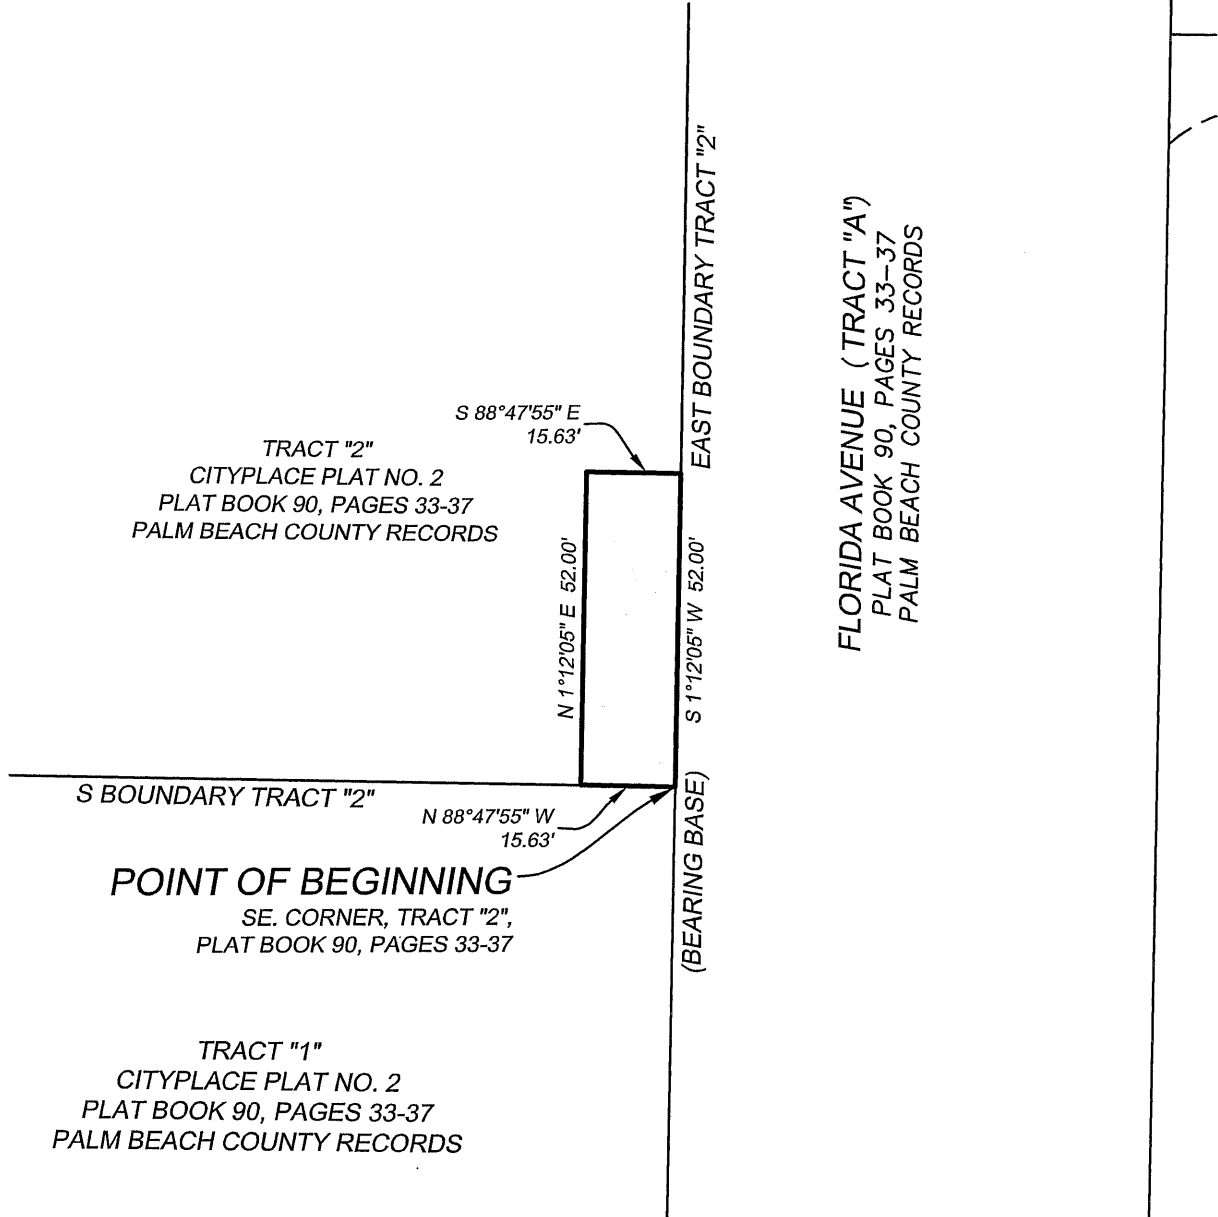 EAST BOUNDARY TRACT "2"
FLORIDA AVENUE (TRACT "A")
PLAT BOOK 90, PAGES 33-37
PALM BEACH COUNTY RECORDS
S 88°47'55" E
15.63'
TRACT "2"
CITYPLACE PLAT NO. 2
PLAT BOOK 90, PAGES 33-37
PALM BEACH COUNTY RECORDS
N 1°12'05" E 52.00'
S 1°12'05" W 52.00'
S BOUNDARY TRACT "2"
N 88°47'55" W
15.63'
(BEARING BASE)
POINT OF BEGINNING
SE. CORNER, TRACT "2",
PLAT BOOK 90, PAGES 33-37
TRACT "1"
CITYPLACE PLAT NO. 2
PLAT BOOK 90, PAGES 33-37
PALM BEACH COUNTY RECORDS